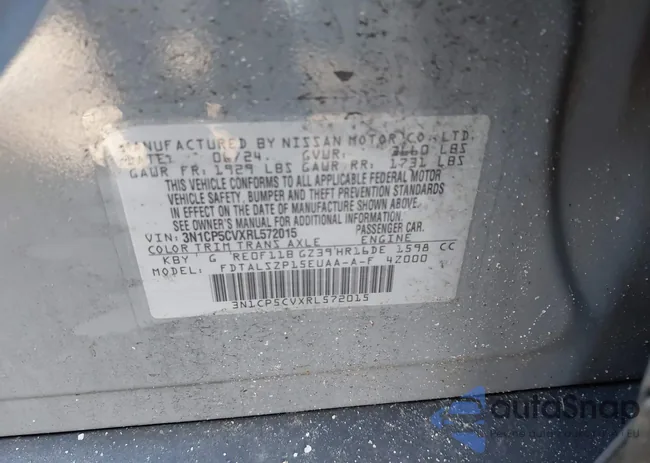 MANUFACTURED BY NISSAN MOTOR CO., LTD.
DATE: 06/24 GVWR: 3660 LBS
GAWR FR: 1929 LBS GAWR RR: 1731 LBS
THIS VEHICLE CONFORMS TO ALL APPLICABLE FEDERAL MOTOR
VEHICLE SAFETY, BUMPER AND THEFT PREVENTION STANDARDS
IN EFFECT ON THE DATE OF MANUFACTURE SHOWN ABOVE.
SEE OWNER'S MANUAL FOR ADDITIONAL INFORMATION.
VIN: 3N1CP5CVXRL572015 PASSENGER CAR
COLOR TRIM TRANS AXLE ENGINE
KBY G RE0F11B GZ39 HR16DE 1598 CC
MODEL: FDTALSZP15EUAA-A-F 4Z000
3N1CP5CVXRL572015
autoSnap